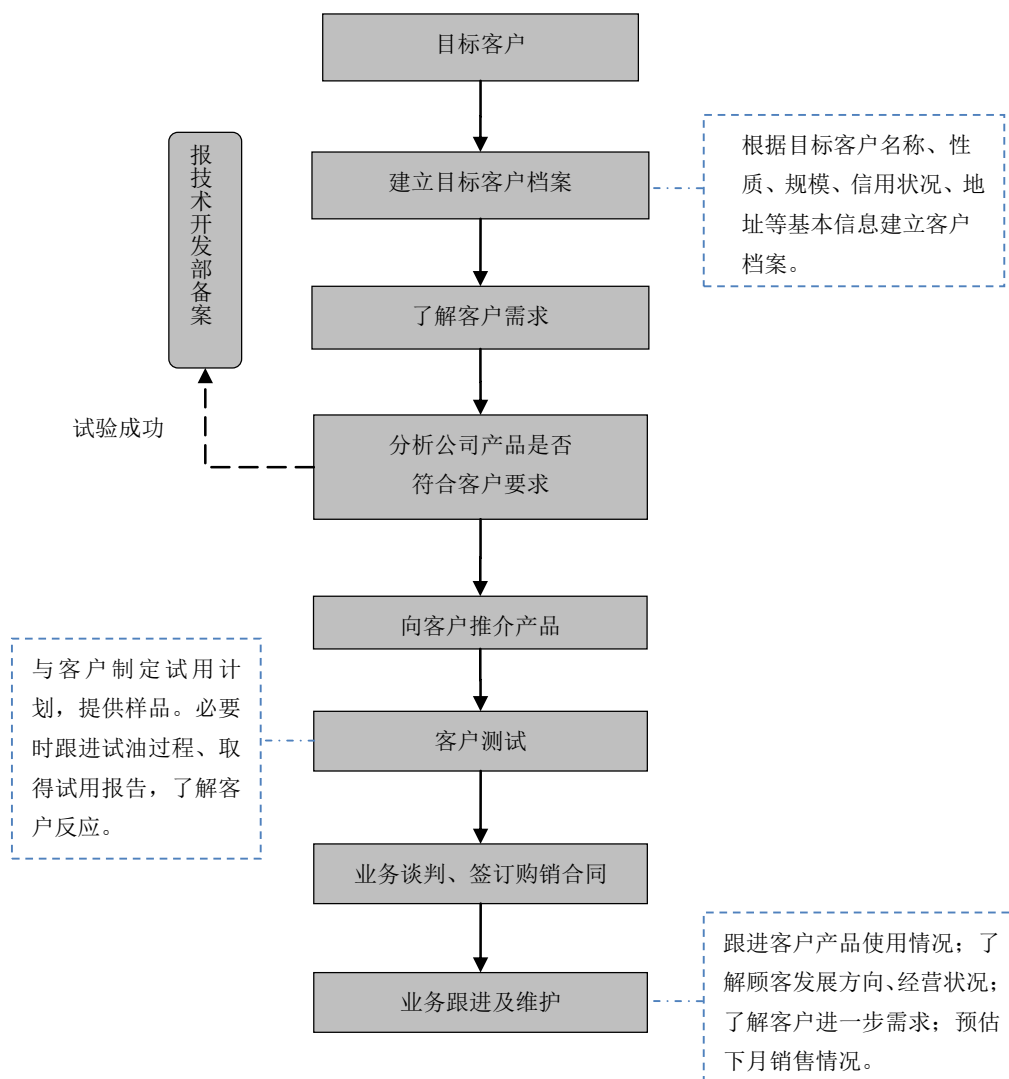 目标客户
报技术开发部备案
建立目标客户档案
根据目标客户名称、性
质、规模、信用状况、地
址等基本信息建立客户
档案。
了解客户需求
试验成功
分析公司产品是否
符合客户要求
向客户推介产品
与客户制定试用计
划，提供样品。必要
时跟进试油过程、取
得试用报告，了解客
户反应。
客户测试
业务谈判、签订购销合同
业务跟进及维护
跟进客户产品使用情况；了
解顾客发展方向、经营状况；
了解客户进一步需求；预估
下月销售情况。